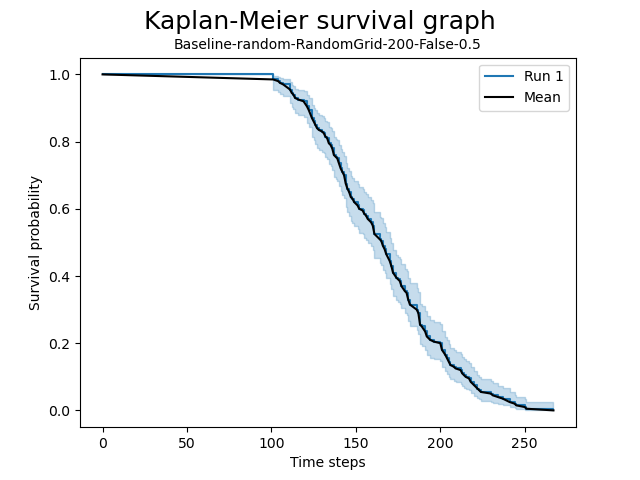 Kaplan-Meier survival graph
Baseline-random-RandomGrid-200-False-0.5
Run 1
Mean
1.0
0.8
0.6
0.4
0.2
0.0
Survival probability
0 50 100 150 200 250
Time steps